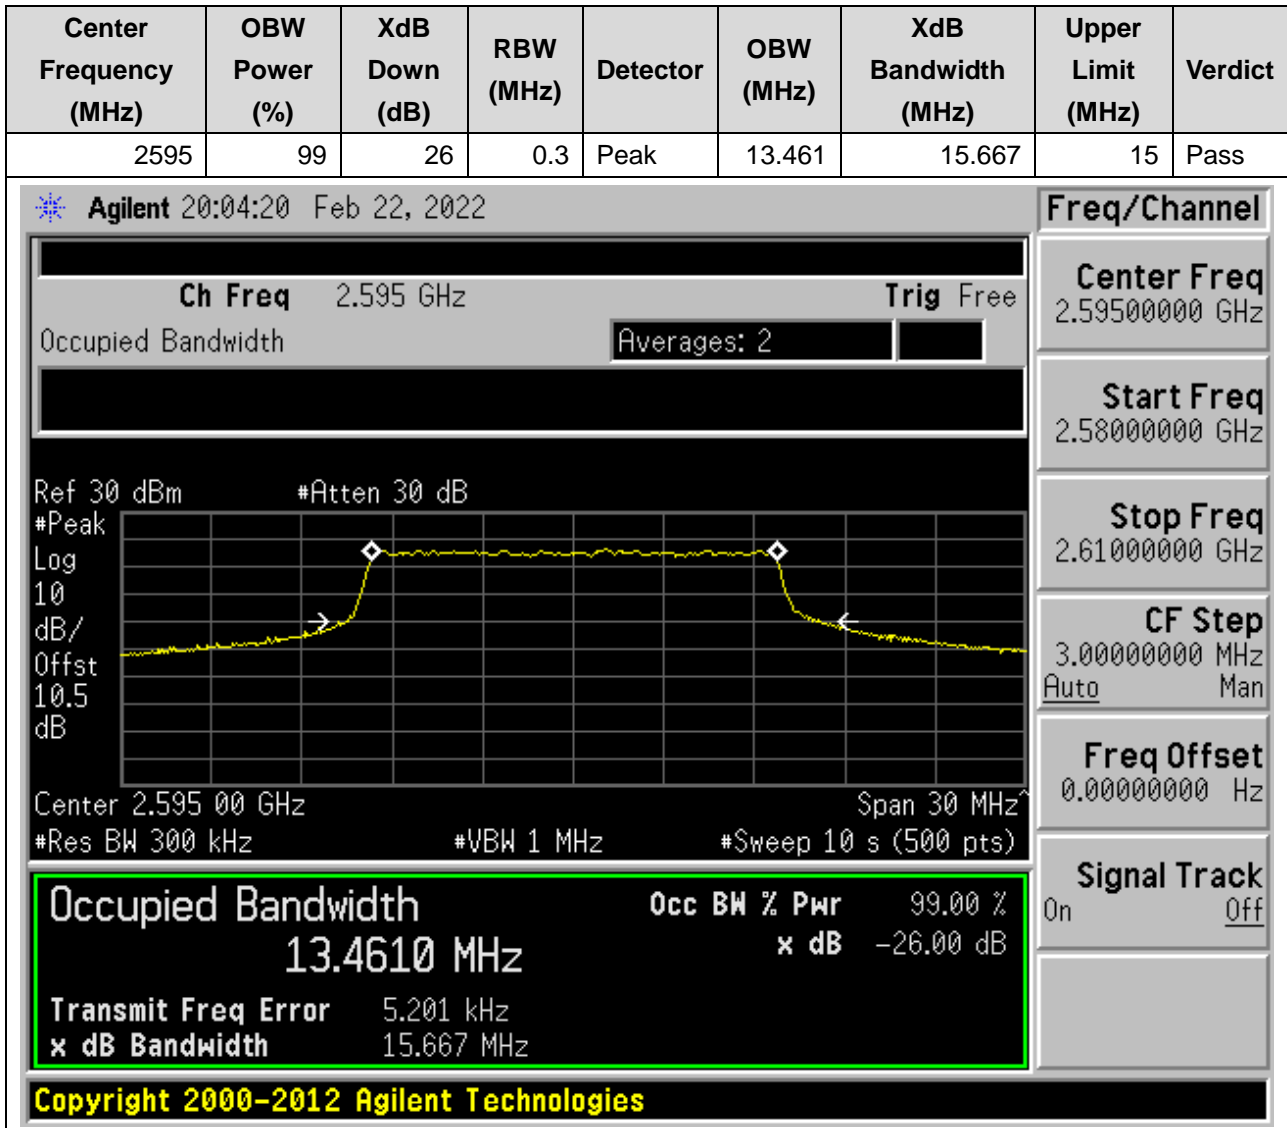 Center Frequency (MHz) OBW Power (%) XdB Down (dB) RBW (MHz) Detector OBW (MHz) XdB Bandwidth (MHz) Upper Limit (MHz) Verdict
2595 99 26 0.3 Peak 13.461 15.667 15 Pass
Agilent 20:04:20 Feb 22, 2022
Freq/Channel
Ch Freq 2.595 GHz Trig Free
Occupied Bandwidth Averages: 2
Center Freq
2.59500000 GHz
Start Freq
2.58000000 GHz
Stop Freq
2.61000000 GHz
CF Step
3.00000000 MHz
Auto Man
Freq Offset
0.00000000 Hz
Signal Track
On Off
Ref 30 dBm #Atten 30 dB
#Peak
Log
10
dB/
Offst
10.5
dB
Center 2.595 00 GHz Span 30 MHz^
#Res BW 300 kHz #VBW 1 MHz #Sweep 10 s (500 pts)
Occupied Bandwidth Occ BW % Pwr 99.00 %
13.4610 MHz x dB -26.00 dB
Transmit Freq Error 5.201 kHz
x dB Bandwidth 15.667 MHz
Copyright 2000-2012 Agilent Technologies